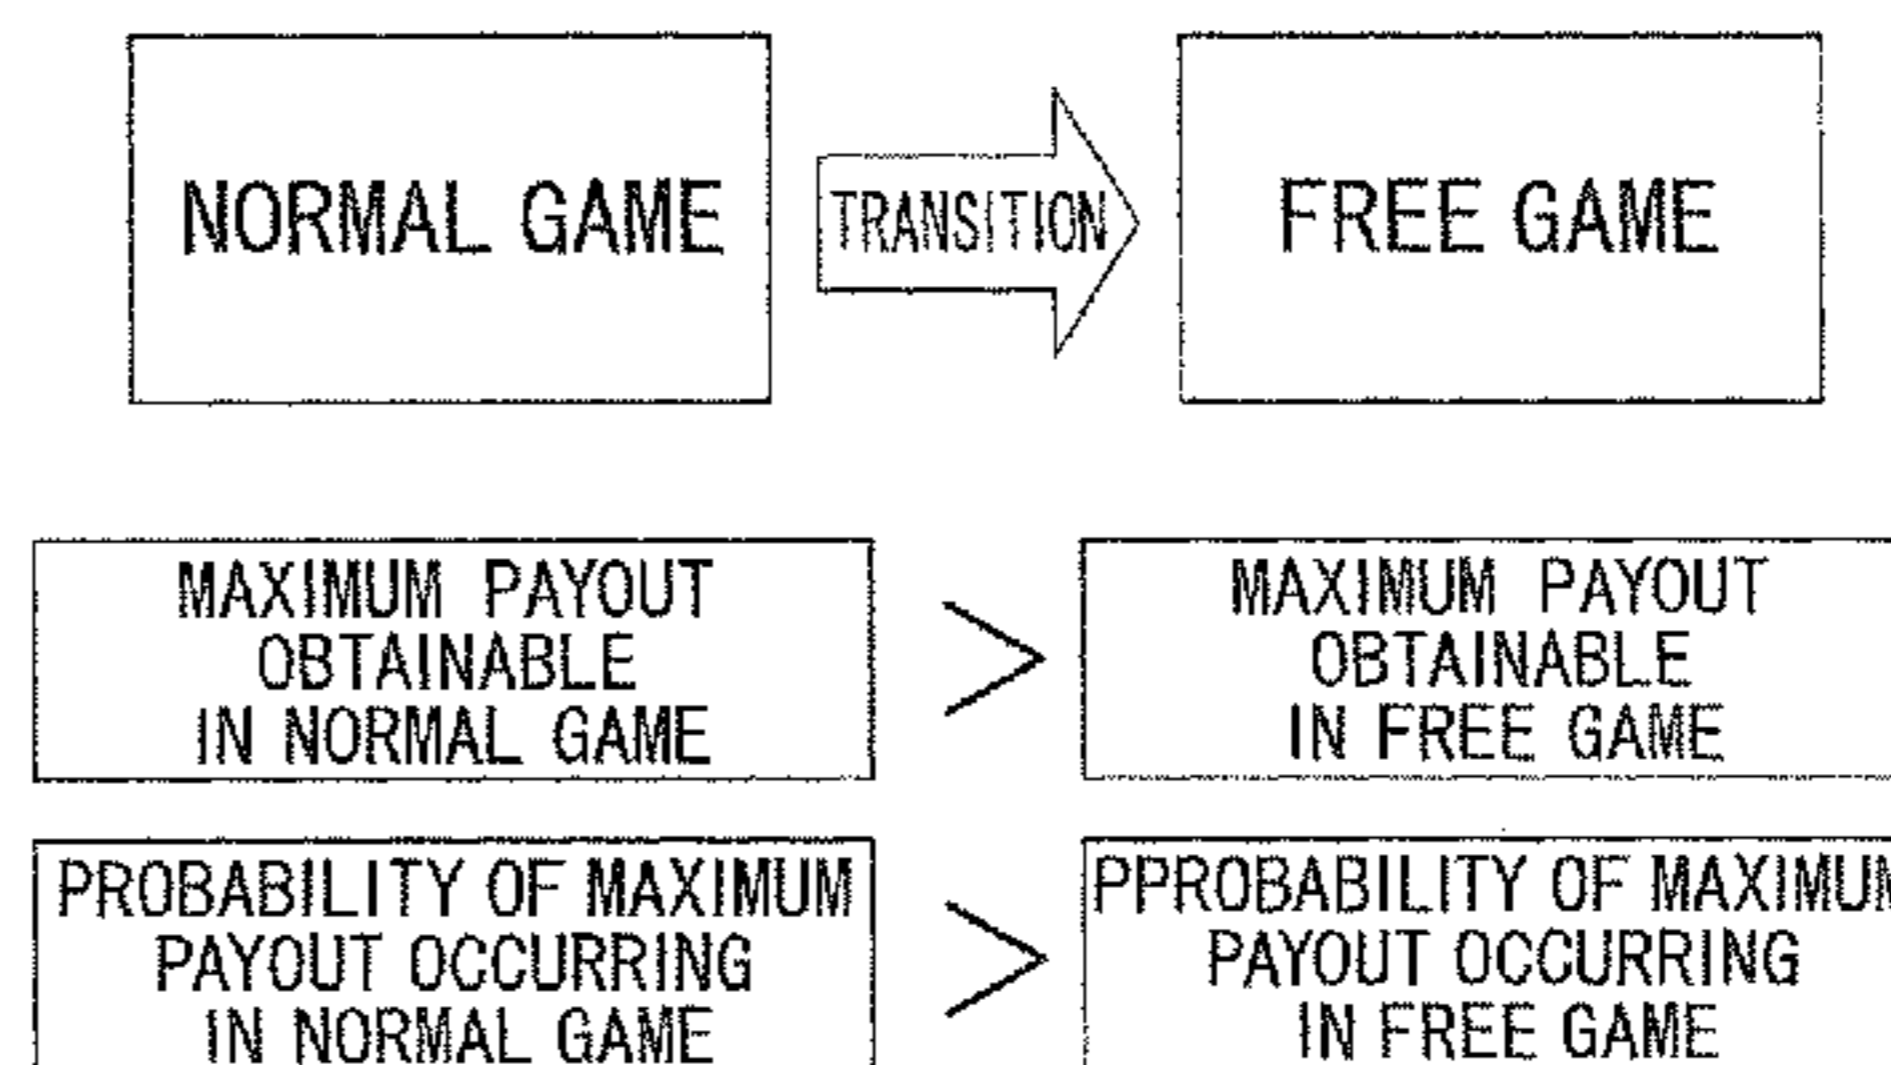 NORMAL GAME
TRANSITION
FREE GAME
MAXIMUM PAYOUT
OBTAINABLE
IN NORMAL GAME
>
MAXIMUM PAYOUT
OBTAINABLE
IN FREE GAME
PROBABILITY OF MAXIMUM
PAYOUT OCCURRING
IN NORMAL GAME
>
PPROBABILITY OF MAXIMUM
PAYOUT OCCURRING
IN FREE GAME